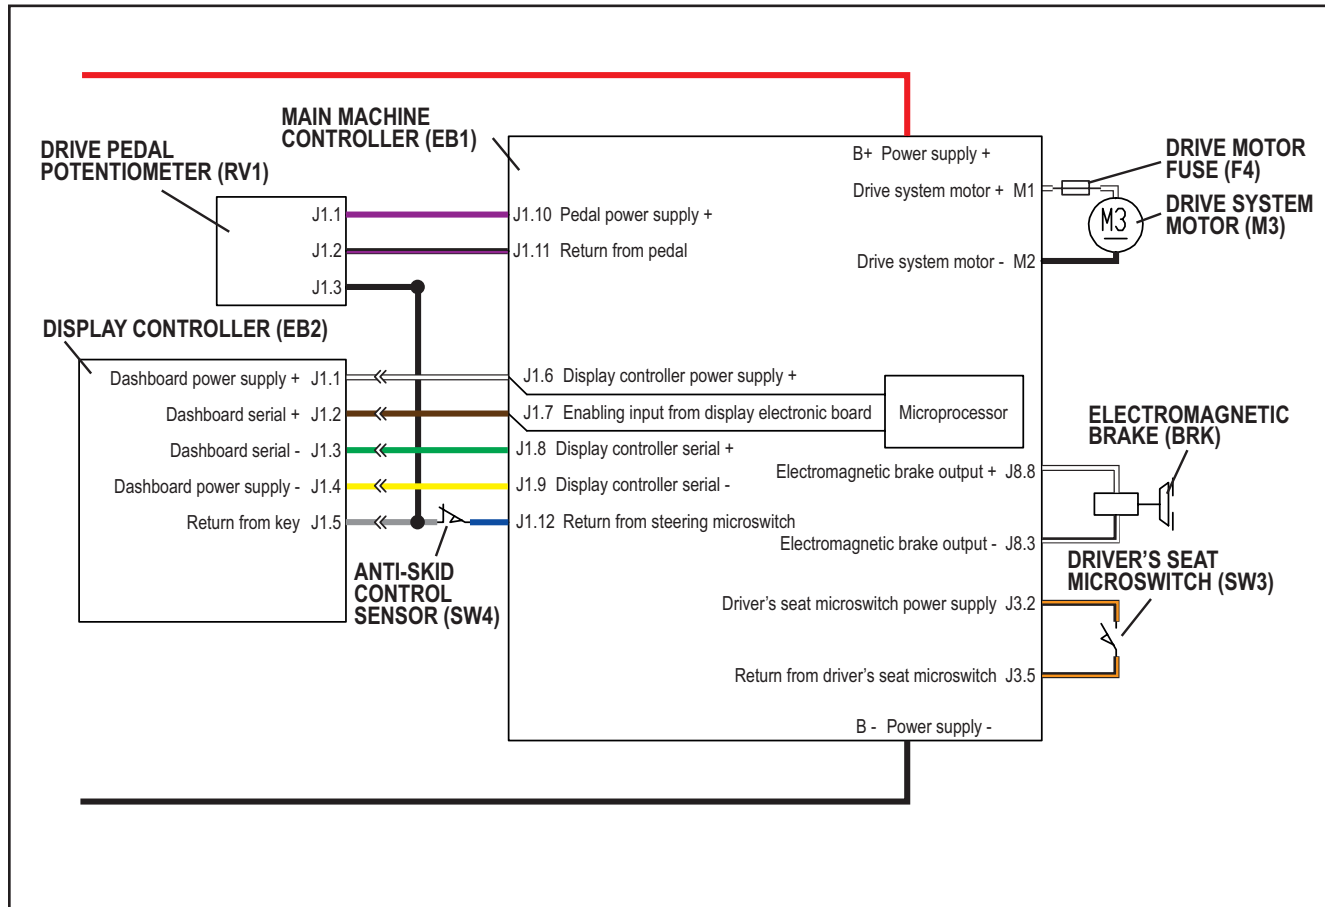 MAIN MACHINE
CONTROLLER (EB1)
DRIVE PEDAL
POTENTIOMETER (RV1)
B+ Power supply +
DRIVE MOTOR
FUSE (F4)
Drive system motor + M1
DRIVE SYSTEM
MOTOR (M3)
M3
J1.1
J1.10 Pedal power supply +
J1.2
J1.11 Return from pedal
Drive system motor - M2
J1.3
DISPLAY CONTROLLER (EB2)
Dashboard power supply + J1.1
J1.6 Display controller power supply +
Dashboard serial + J1.2
J1.7 Enabling input from display electronic board
Microprocessor
ELECTROMAGNETIC
BRAKE (BRK)
Dashboard serial - J1.3
J1.8 Display controller serial +
Electromagnetic brake output + J8.8
Dashboard power supply - J1.4
J1.9 Display controller serial -
Return from key J1.5
J1.12 Return from steering microswitch
Electromagnetic brake output - J8.3
ANTI-SKID
CONTROL
SENSOR (SW4)
DRIVER’S SEAT
MICROSWITCH (SW3)
Driver’s seat microswitch power supply J3.2
Return from driver’s seat microswitch J3.5
B - Power supply -